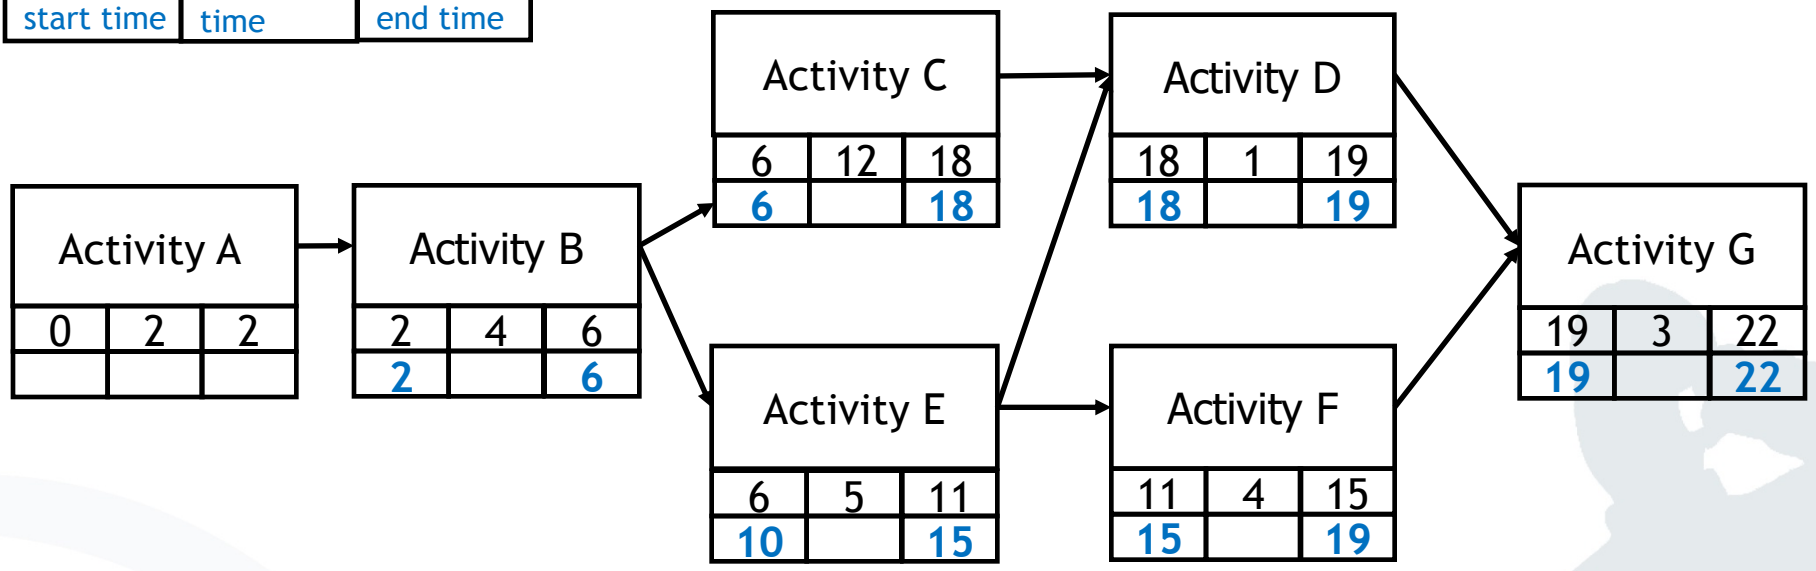 start time time end time
Activity C
6 12 18
6 18
Activity D
18 1 19
18 19
Activity A
0 2 2
Activity B
2 4 6
2 6
Activity G
19 3 22
19 22
Activity E
6 5 11
10 15
Activity F
11 4 15
15 19